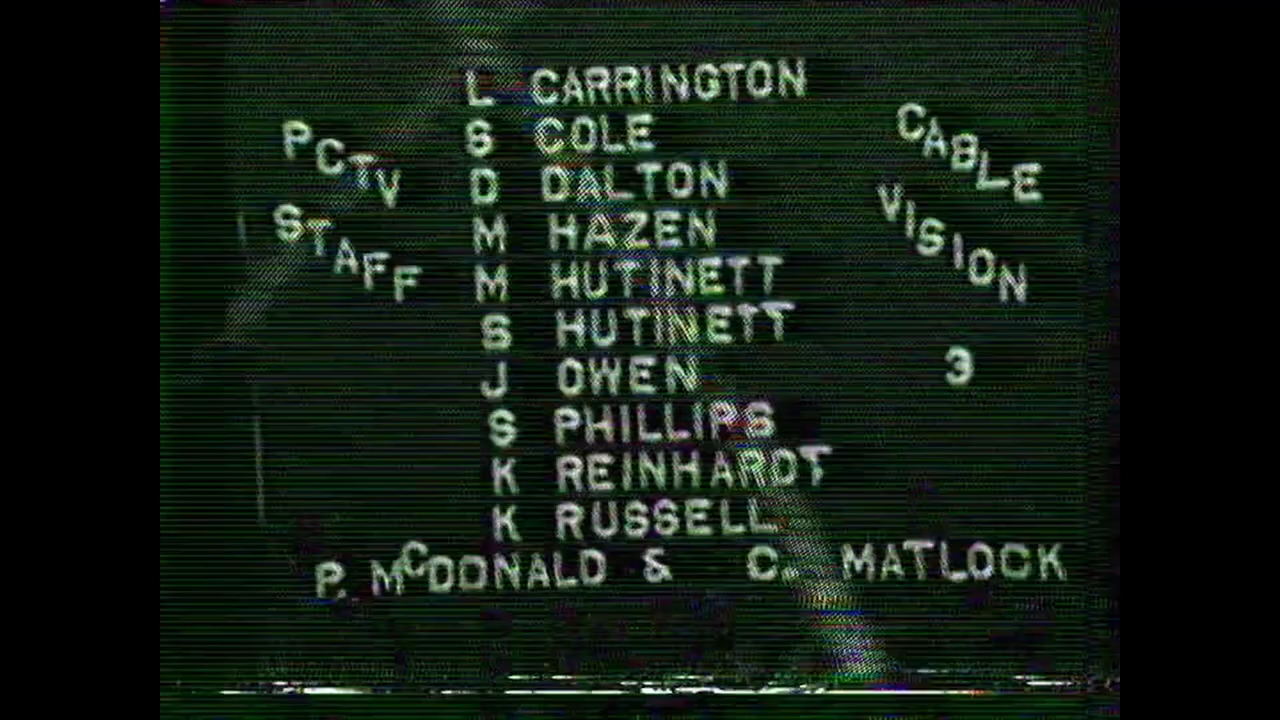 PCTV
STAFF
L CARRINGTON
S COLE
D DALTON
M HAZEN
M HUTINETT
S HUTINETT
J OWEN
S PHILLIPS
K REINHARDT
K RUSSELL
P. McDONALD & C. MATLOCK
CABLE
VISION
3